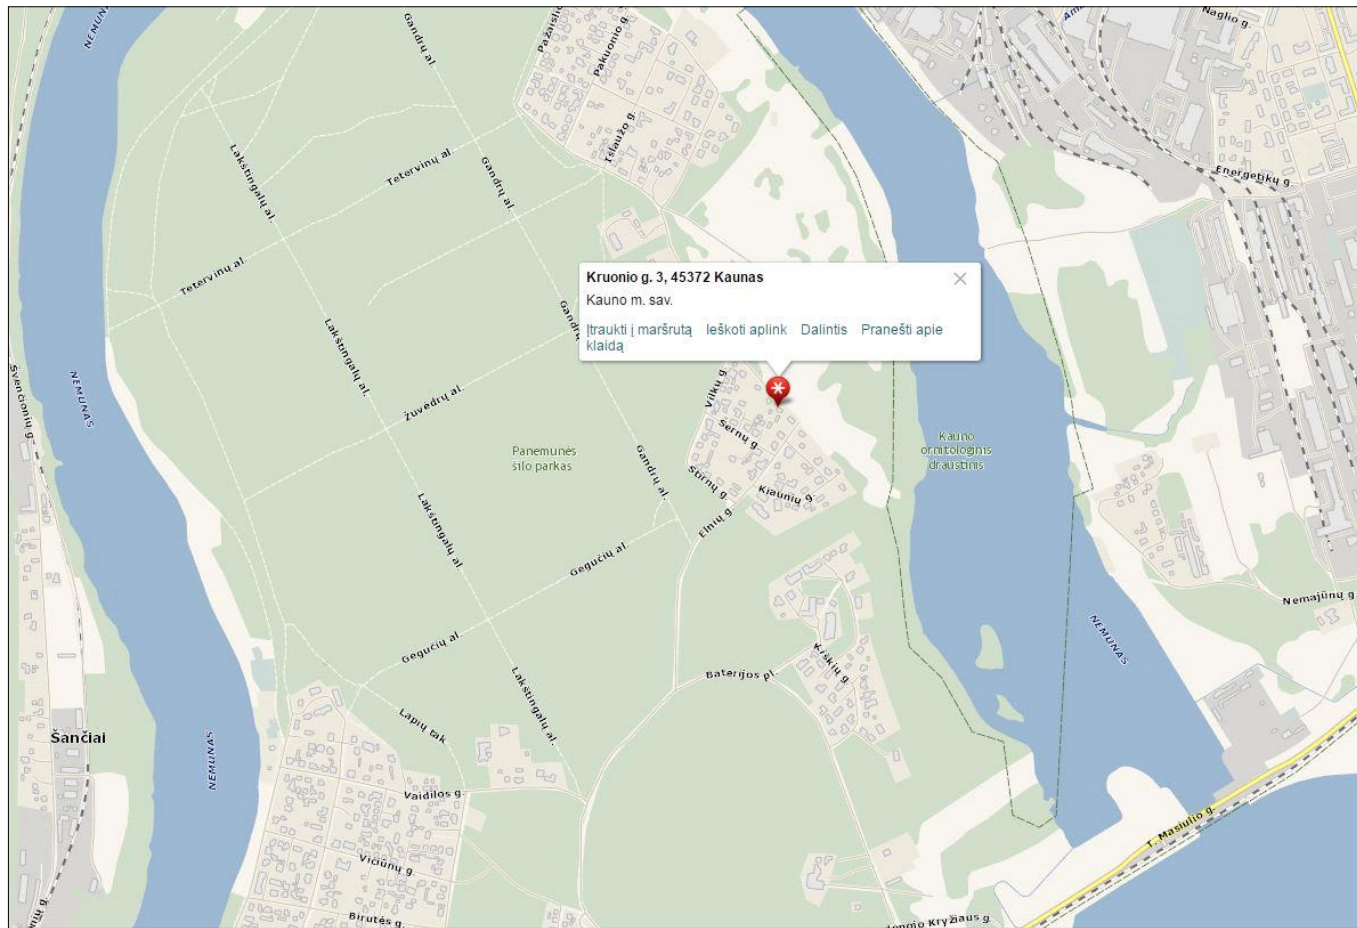 NEMUNAS
Gandrų al.
Pažaislio g.
Pakuonio g.
Naglio g.
Išlaužo g.
Lakštingalų al.
Tetervinų al.
Gandrų al.
Energetikų g.
Tetervinų al.
Kruonio g. 3, 45372 Kaunas
Kauno m. sav.
Įtraukti į maršrutą Ieškoti aplink Dalintis Pranešti apie
klaidą
Gandrų
Lakštingalų al.
Švenčionių g.
NEMUNAS
Žuvėdrų al.
Vilkų g.
Šernų g.
Panemunės
šilo parkas
Kauno
ornitologinis
draustinis
Gandrų al.
Stirnų g.
Kiaunių g.
Elnių g.
Lakštingalų al.
Gegučių al.
Nemajūnų g.
NEMUNAS
Gegučių al.
Kiškių g.
Baterijos pl.
Lakštingalų al.
Lapių tak
Šančiai
NEMUNAS
Vaidilos g.
T. Masiulio g.
Vičiūnų g.
Birutės g.
Kryžiaus g.